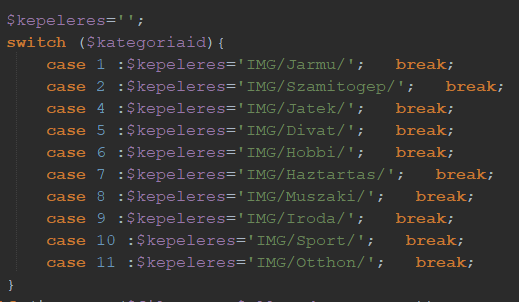 $kepeleres='';
switch ($kategoriaid){
    case 1 :$kepeleres='IMG/Jarmu/';   break;
    case 2 :$kepeleres='IMG/Szamitogep/';   break;
    case 4 :$kepeleres='IMG/Jatek/';   break;
    case 5 :$kepeleres='IMG/Divat/';   break;
    case 6 :$kepeleres='IMG/Hobbi/';   break;
    case 7 :$kepeleres='IMG/Haztartas/';   break;
    case 8 :$kepeleres='IMG/Muszaki/';   break;
    case 9 :$kepeleres='IMG/Iroda/';   break;
    case 10 :$kepeleres='IMG/Sport/';   break;
    case 11 :$kepeleres='IMG/Otthon/';   break;
}